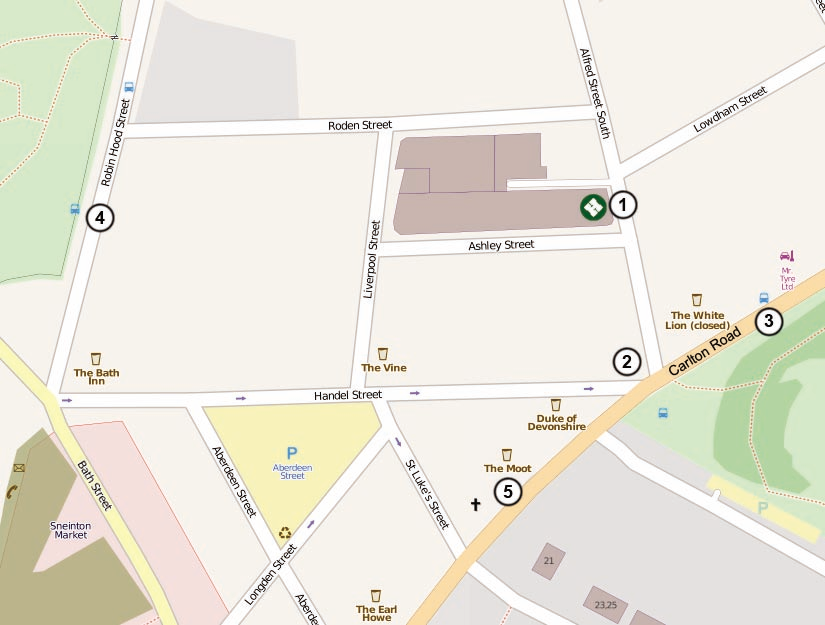 Roden Street
Robin Hood Street
Alfred Street South
Lowdham Street
1
4
Liverpool Street
Ashley Street
Mr.
Tyre
Ltd
The White
Lion (closed)
3
Carlton Road
2
The Vine
The Bath
Inn
Handel Street
Duke of
Devonshire
The Moot
P
Aberdeen
Street
Aberdeen Street
St Luke's Street
5
Bath Street
Sneinton
Market
P
21
23,25
Longden Street
The Earl
Howe
Aberde